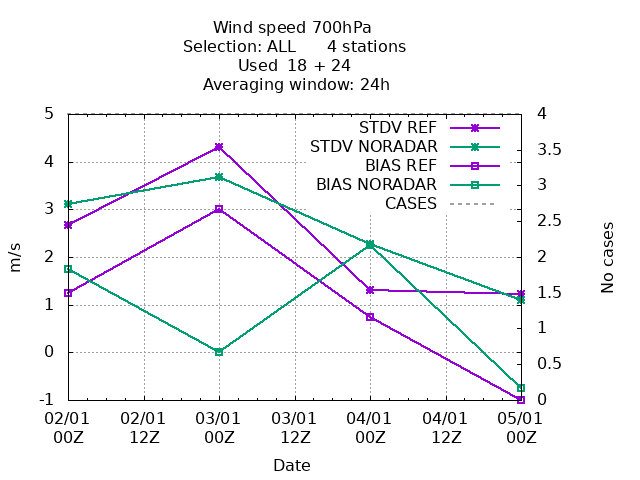 Wind speed 700hPa
Selection: ALL 4 stations
Used 18 + 24
Averaging window: 24h
5
4
3
2
1
0
-1
m/s
STDV REF
STDV NORADAR
BIAS REF
BIAS NORADAR
CASES
4
3.5
3
2.5
2
1.5
1
0.5
0
No cases
02/01 02/01 03/01 03/01 04/01 04/01 05/01
00Z 12Z 00Z 12Z 00Z 12Z 00Z
Date